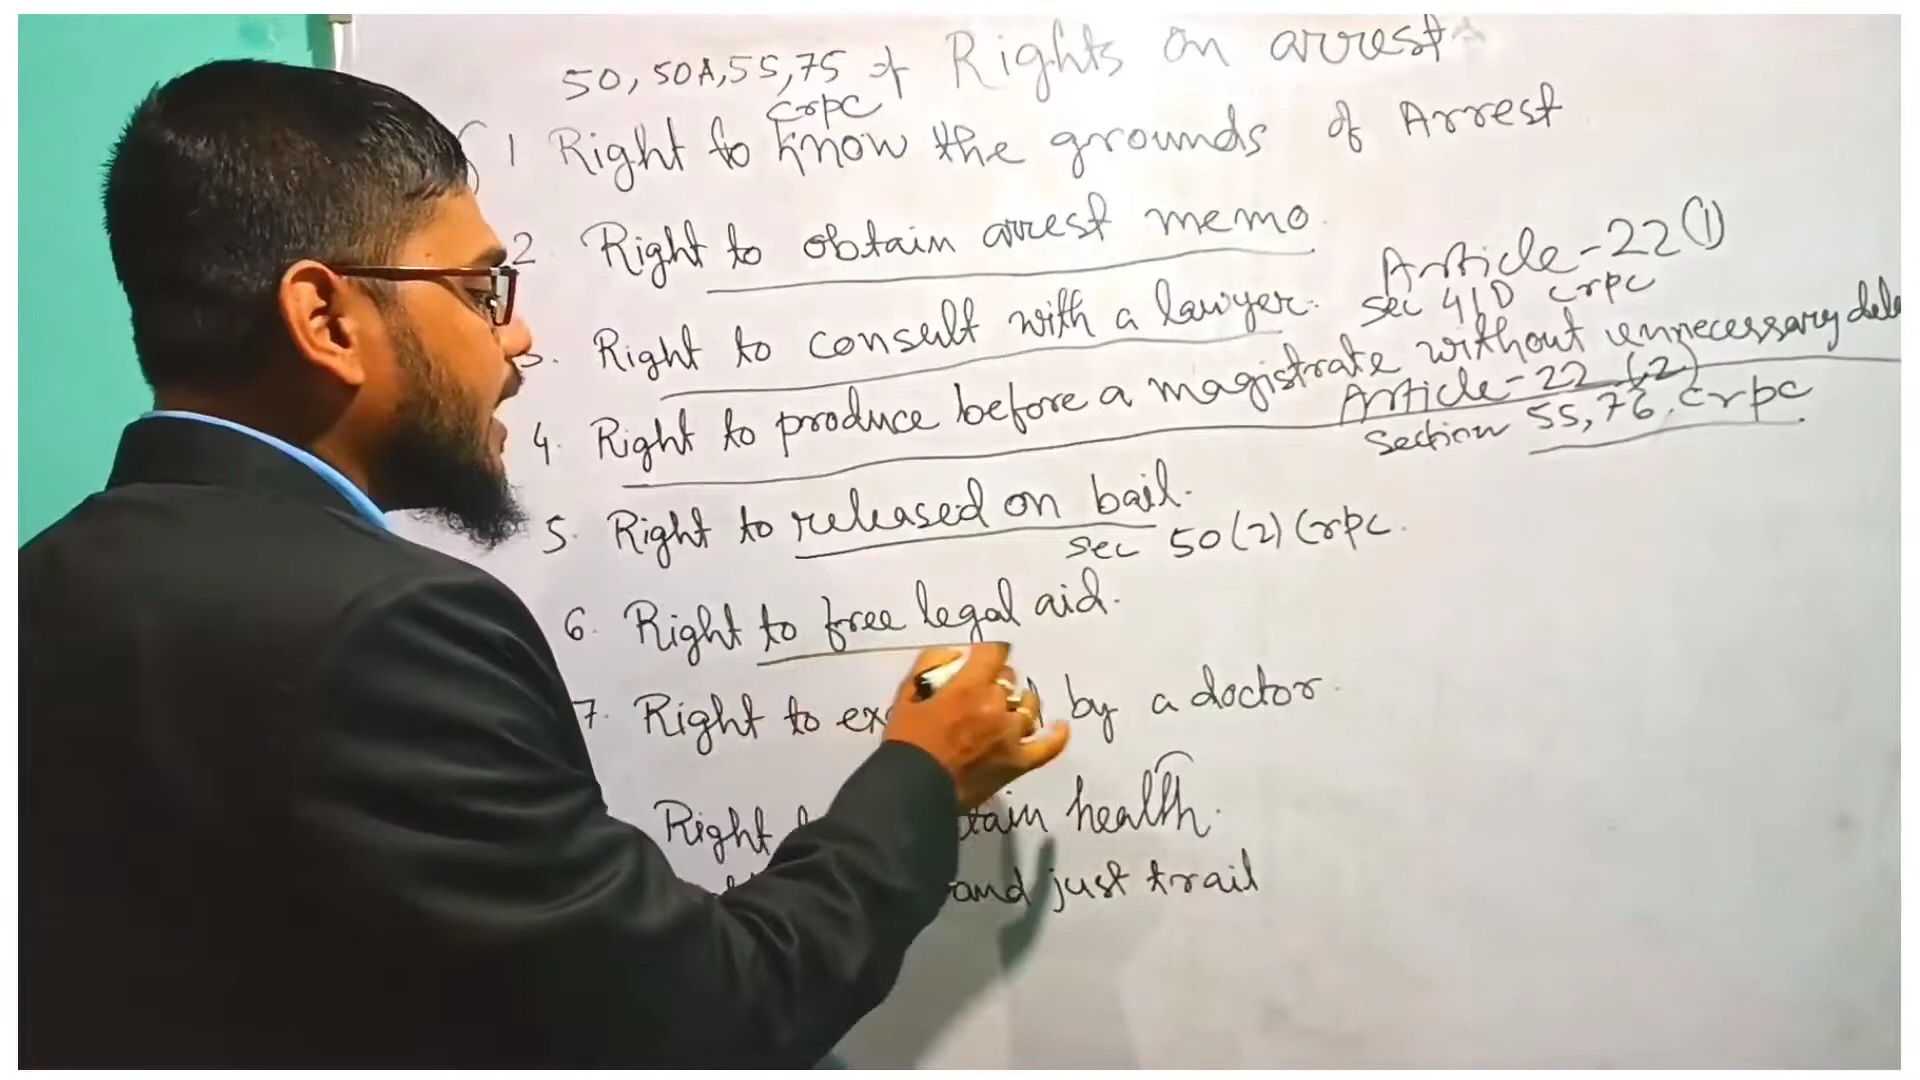 Rights on arrest
50, 50A, 55, 75 of
Crpc
1 Right to know the grounds of Arrest
2. Right to obtain arrest memo.
Article-22(1)
3. Right to consult with a lawyer. sec 41D crpc
4. Right to produce before a magistrate without unnecessary
Article-22 (2)
Section 55, 76, crpc
5. Right to released on bail.
sec 50(2) Crpc.
6. Right to free legal aid.
7. Right to by a doctor.
Right health.
and just trail